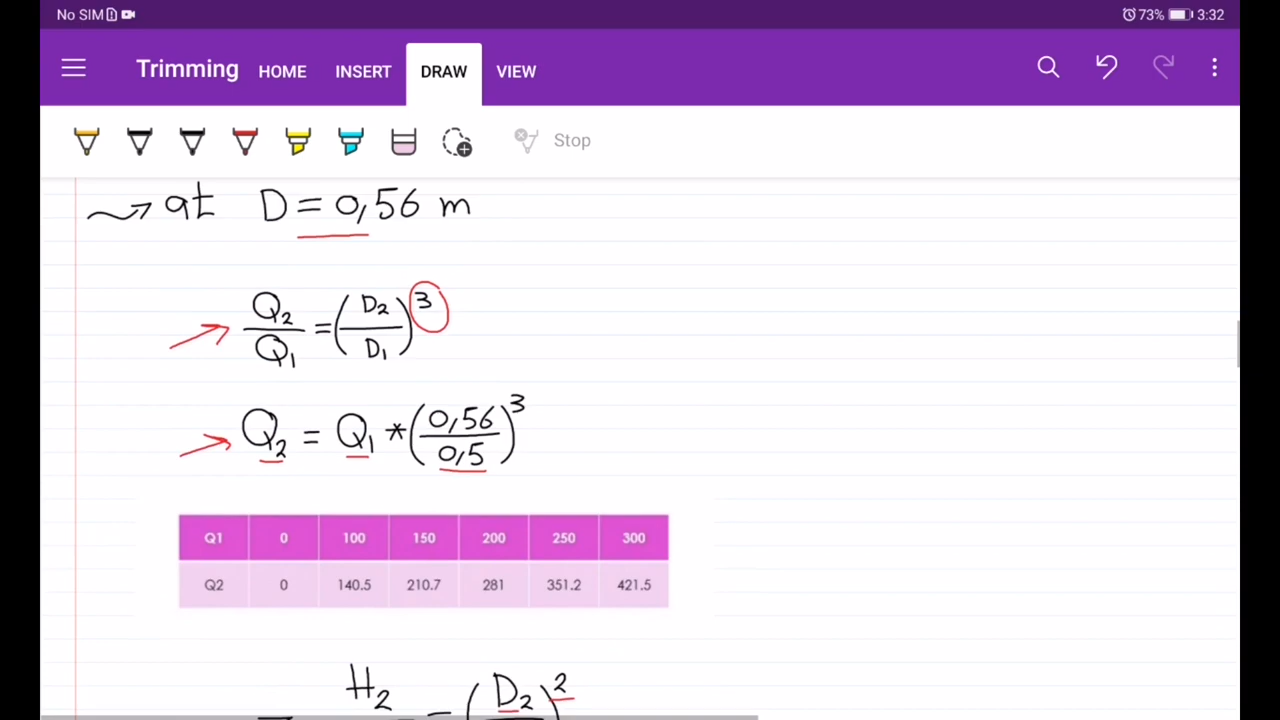 No SIM 73% 3:32
Trimming HOME INSERT DRAW VIEW
Stop
at D = 0,56 m
Q2/Q1 = (D2/D1)^3
Q2 = Q1 * (0,56/0,5)^3
Q1 0 100 150 200 250 300
Q2 0 140.5 210.7 281 351.2 421.5
H2 = (D2)^2